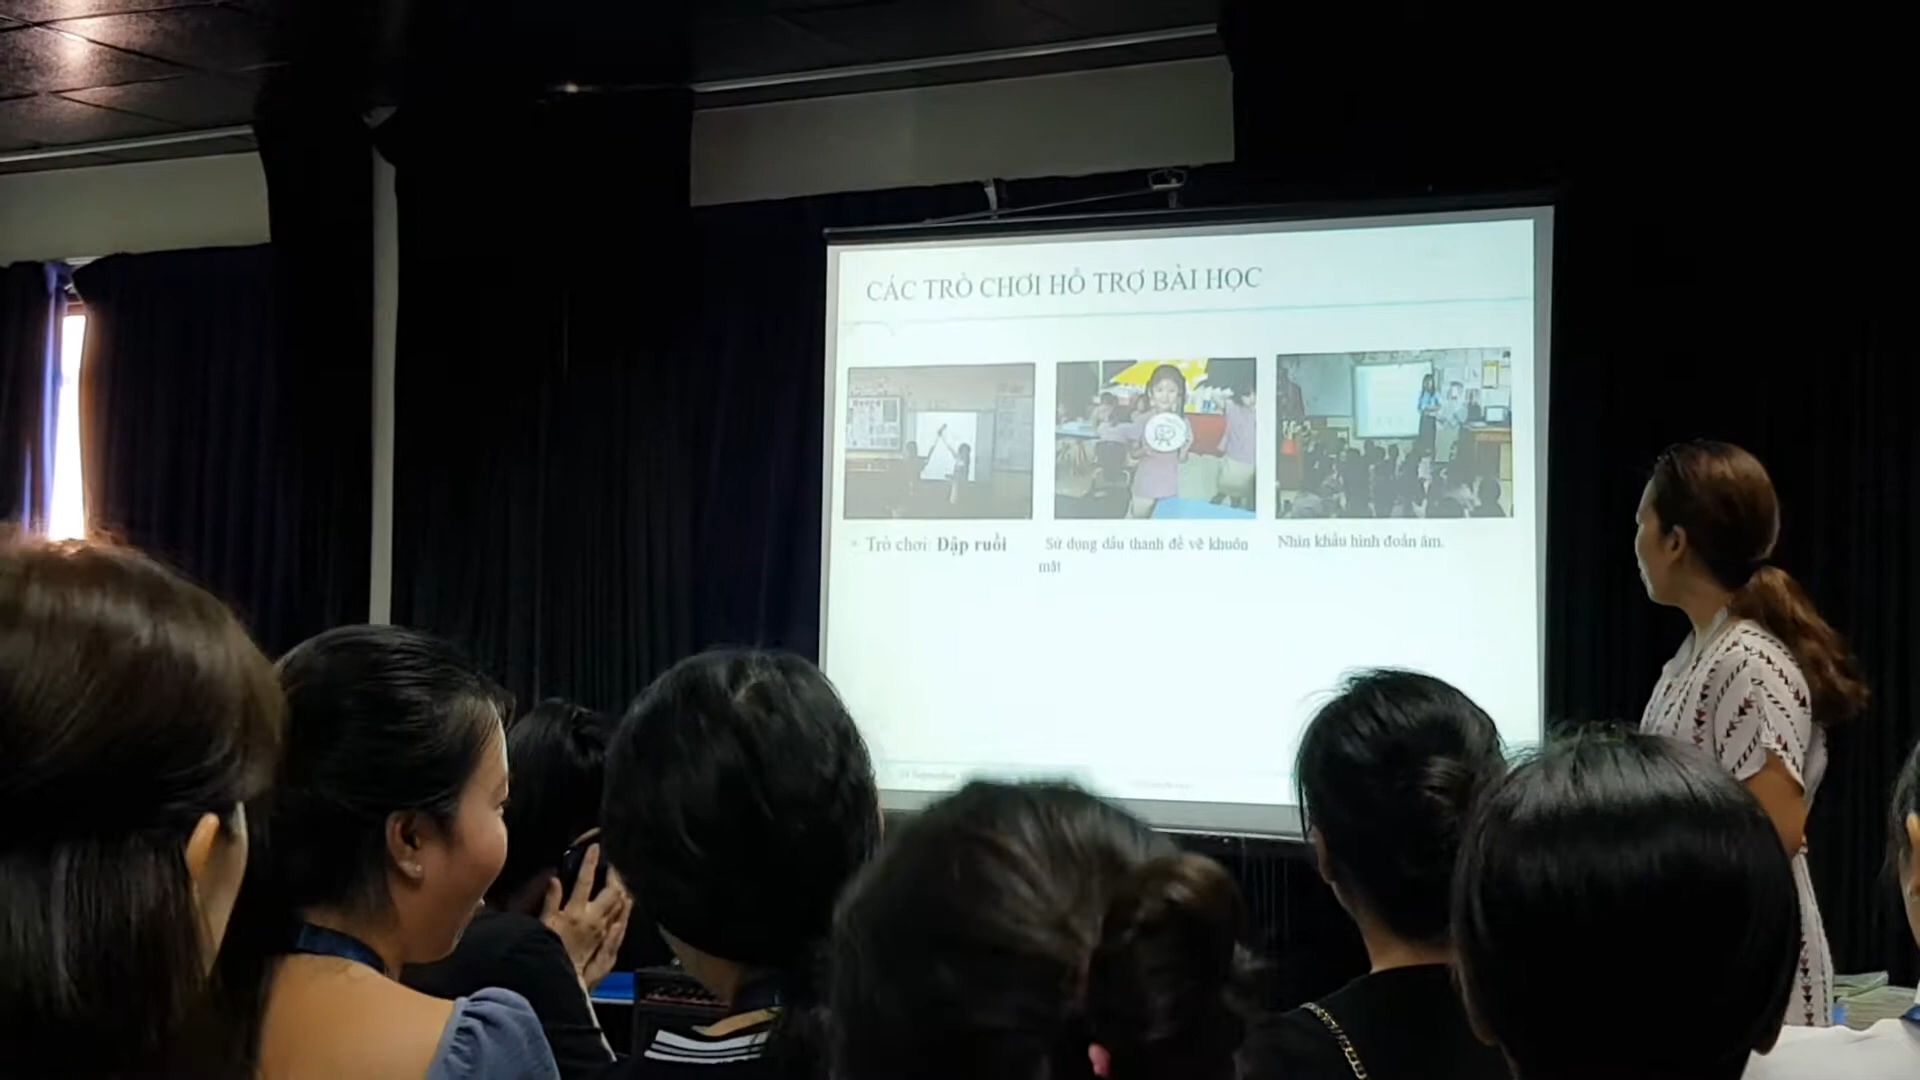 CÁC TRÒ CHƠI HỖ TRỢ BÀI HỌC
Trò chơi: Đập ruồi
Sử dụng dấu thanh để vẽ khuôn
mặt
Nhìn khẩu hình đoán âm.